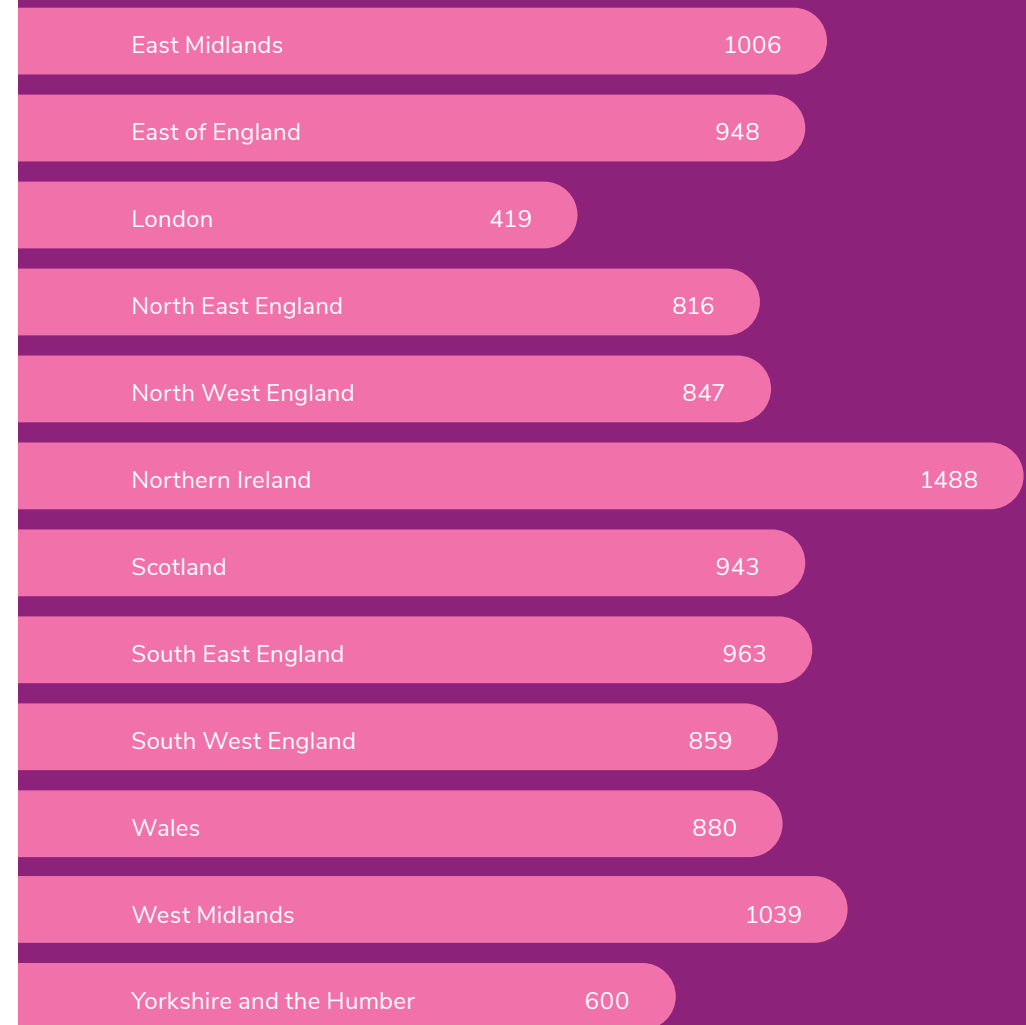 East Midlands 1006
East of England 948
London 419
North East England 816
North West England 847
Northern Ireland 1488
Scotland 943
South East England 963
South West England 859
Wales 880
West Midlands 1039
Yorkshire and the Humber 600